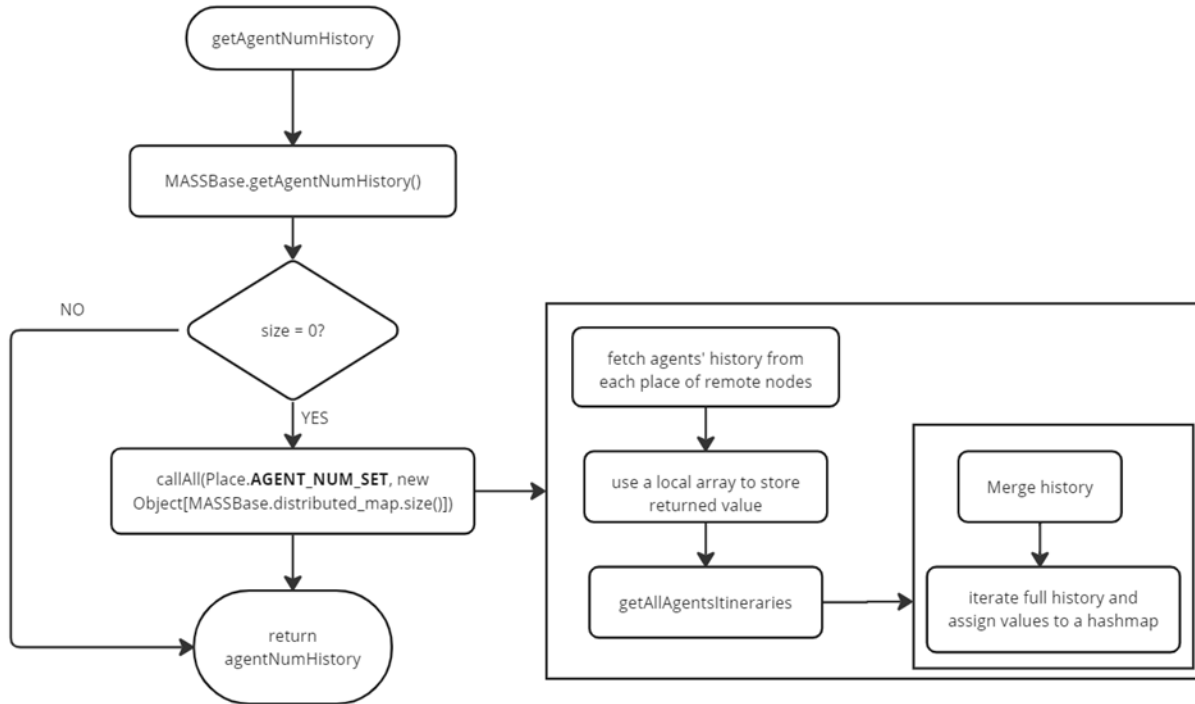 getAgentNumHistory
MASSBase.getAgentNumHistory()
NO
size = 0?
YES
callAll(Place.AGENT_NUM_SET, new
Object[MASSBase.distributed_map.size()])
return
agentNumHistory
fetch agents' history from
each place of remote nodes
use a local array to store
returned value
getAllAgentsItineraries
Merge history
iterate full history and
assign values to a hashmap